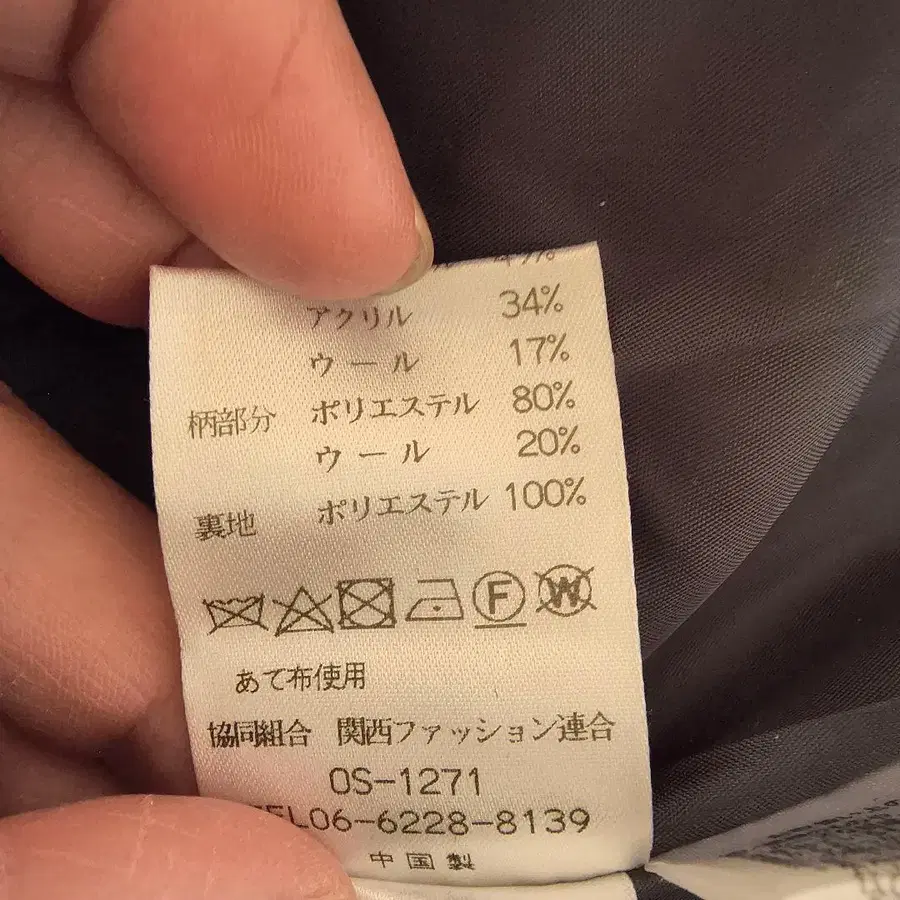 アクリル 34%
ウール 17%
柄部分 ポリエステル 80%
ウール 20%
裏地 ポリエステル 100%
F W
あて布使用
協同組合 関西ファッション連合
OS-1271
TEL06-6228-8139
中国製